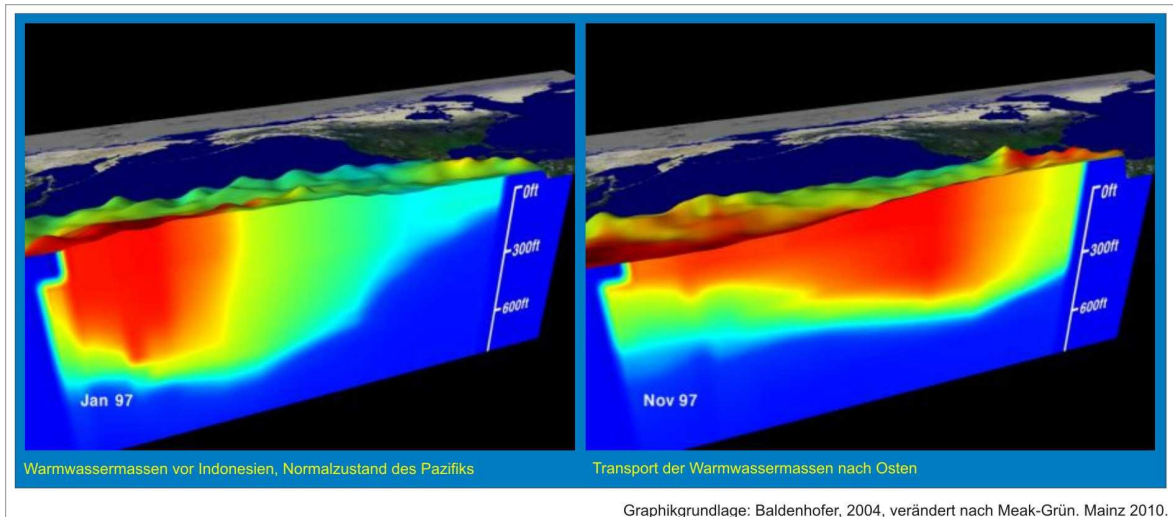 0ft
300ft
600ft
Jan 97
Warmwassermassen vor Indonesien, Normalzustand des Pazifiks
0ft
300ft
600ft
Nov 97
Transport der Warmwassermassen nach Osten
Graphikgrundlage: Baldenhofer, 2004, verändert nach Meak-Grün. Mainz 2010.